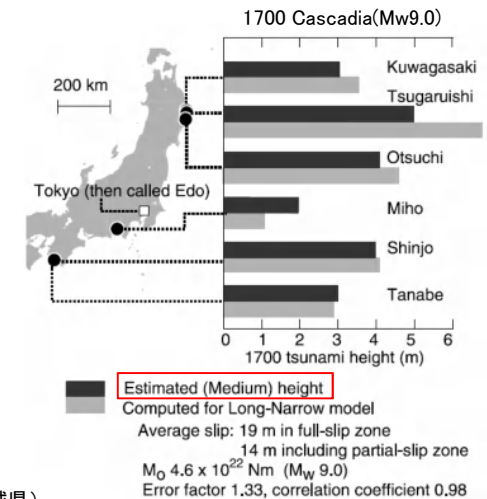 1700 Cascadia(Mw9.0)
200 km
Kuwagasaki
Tsugaruishi
Otsuchi
Tokyo (then called Edo)
Miho
Shinjo
Tanabe
0 1 2 3 4 5 6
1700 tsunami height (m)
Estimated (Medium) height
Computed for Long-Narrow model
Average slip: 19 m in full-slip zone
14 m including partial-slip zone
M₀ 4.6 x 10²² Nm (Mw 9.0)
Error factor 1.33, correlation coefficient 0.98
県)